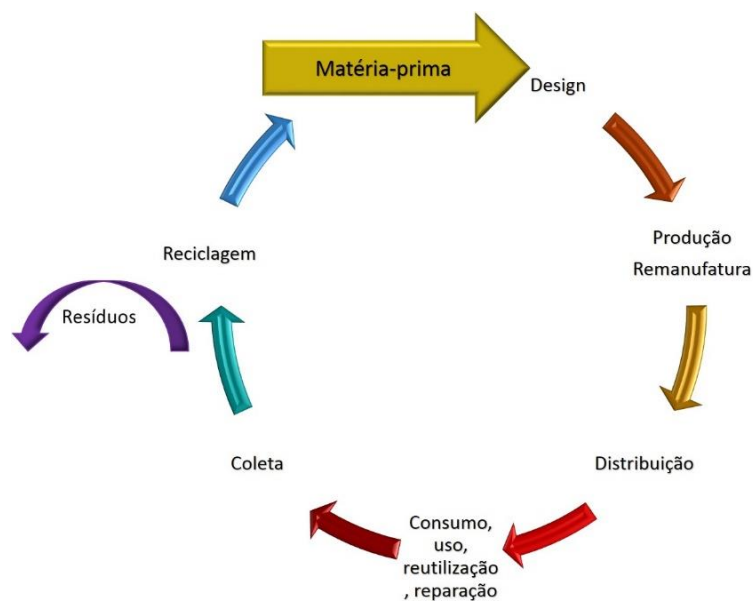 Matéria-prima
Design
Produção
Remanufatura
Distribuição
Consumo,
uso,
reutilização
, reparação
Coleta
Reciclagem
Resíduos